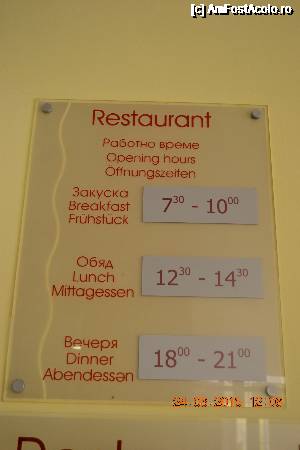 (c) AmFostAcolo.ro
Restaurant
Работно време
Opening hours
Öffnungszeiten
Закуска
Breakfast
Frühstück
7³⁰ - 10⁰⁰
Обяд
Lunch
Mittagessen
12³⁰ - 14³⁰
Вечеря
Dinner
Abendessen
18⁰⁰ - 21⁰⁰